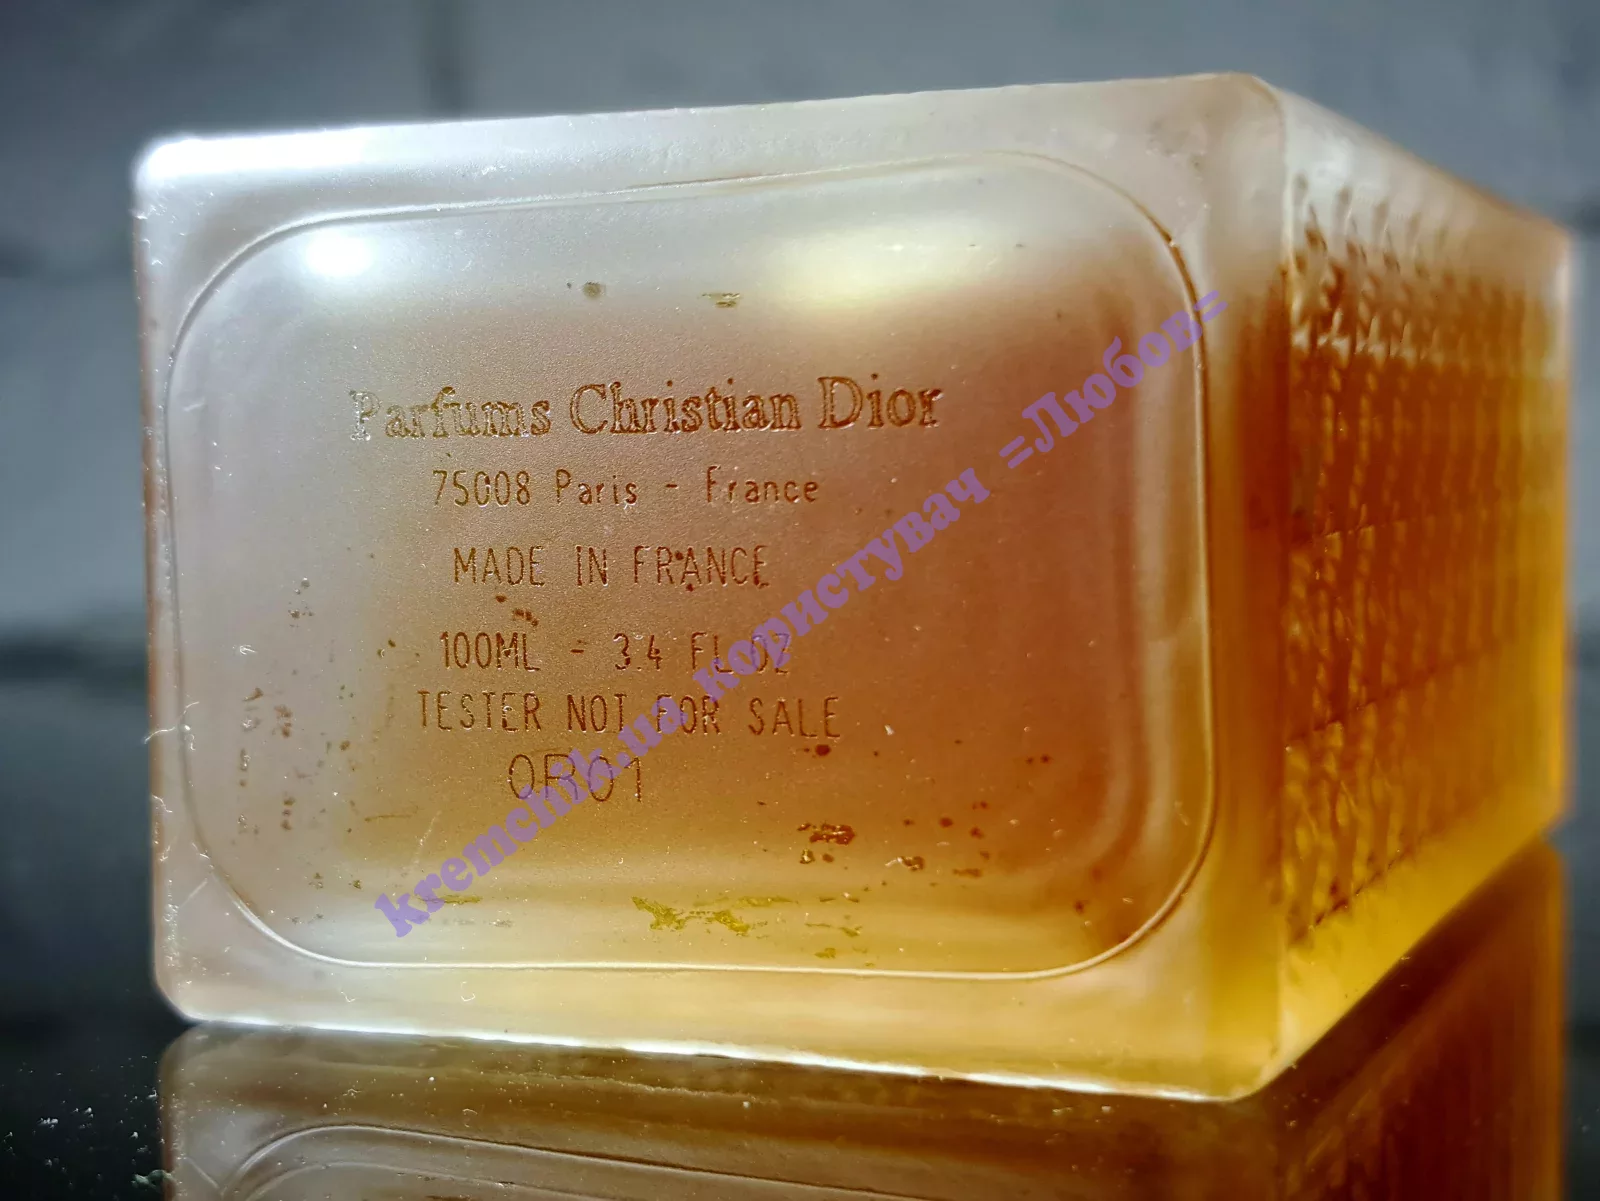 Parfums Christian Dior
75008 Paris - France
MADE IN FRANCE
100ML - 3.4 FL.OZ
TESTER NOT FOR SALE
0R01
kremchik.ua користувач =Любов=